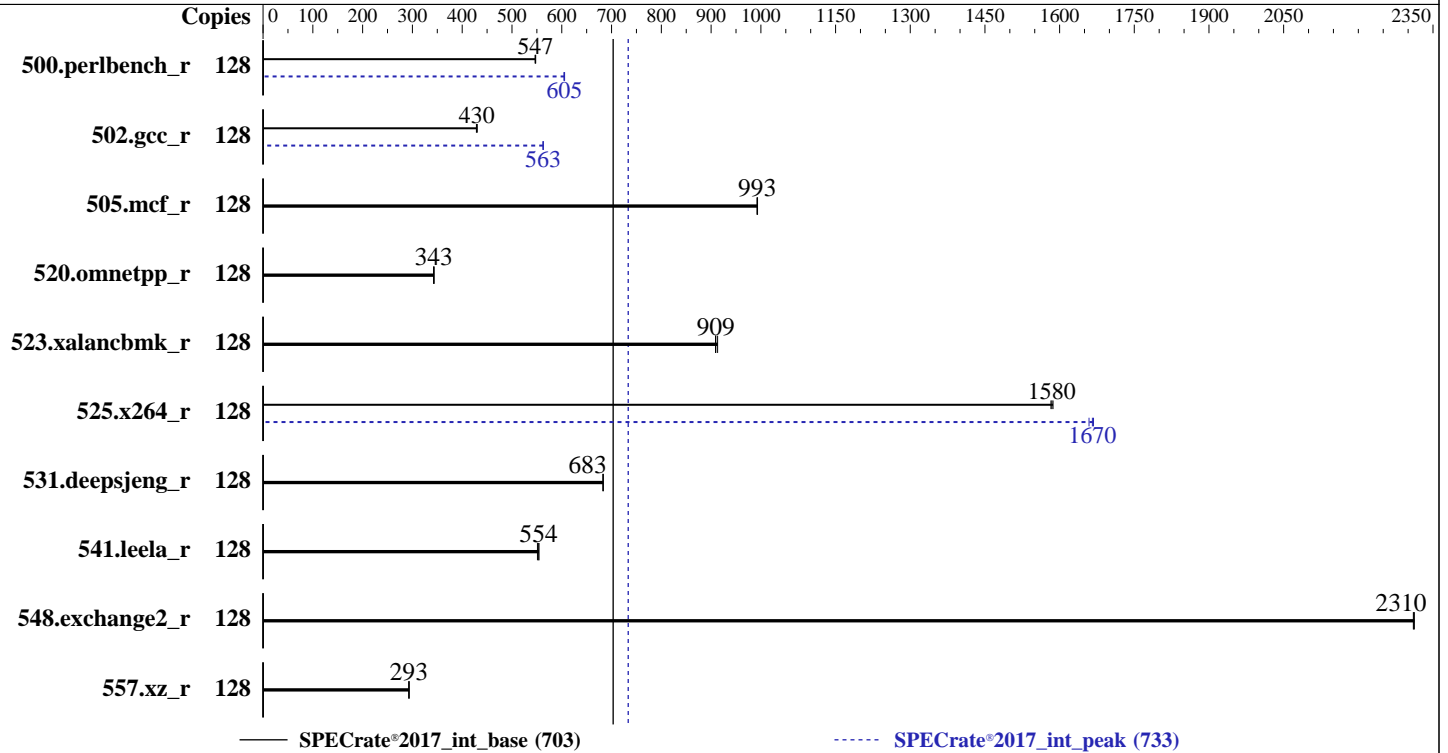 Copies 0 100 200 300 400 500 600 700 800 900 1000 1150 1300 1450 1600 1750 1900 2050 2350
547
500.perlbench_r 128
605
430
502.gcc_r 128
563
993
505.mcf_r 128
343
520.omnetpp_r 128
909
523.xalancbmk_r 128
1580
525.x264_r 128
1670
683
531.deepsjeng_r 128
554
541.leela_r 128
2310
548.exchange2_r 128
293
557.xz_r 128
SPECrate®2017_int_base (703) SPECrate®2017_int_peak (733)